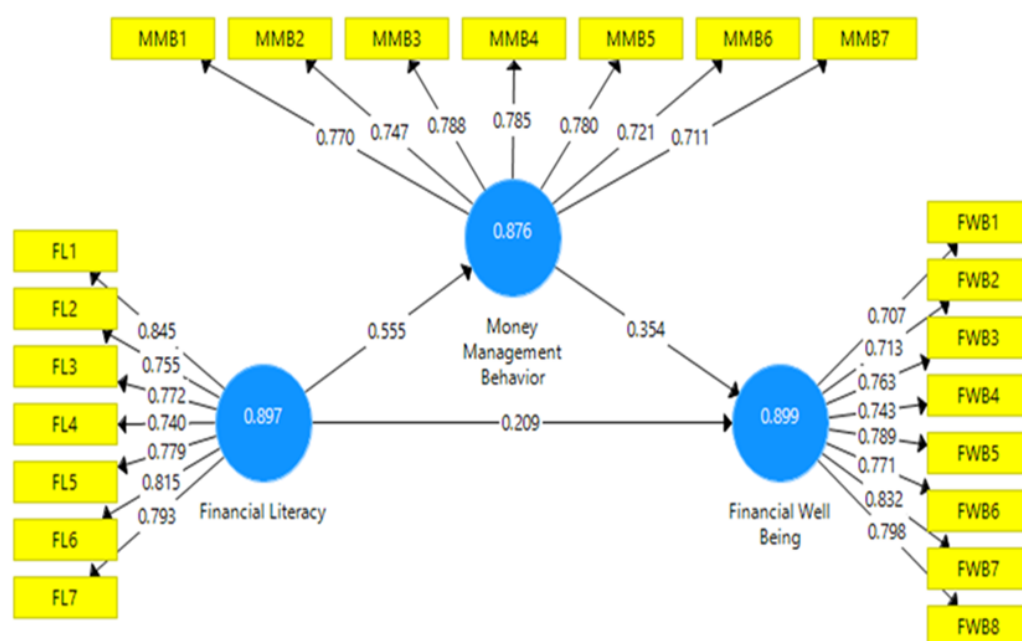 MMB1 MMB2 MMB3 MMB4 MMB5 MMB6 MMB7
0.770 0.747 0.788 0.785 0.780 0.721 0.711
0.876
Money
Management
Behavior
FL1
FL2
FL3
FL4
FL5
FL6
FL7
0.845
0.755
0.772
0.740
0.779
0.815
0.793
0.897
Financial Literacy
0.555
0.354
0.209
0.899
Financial Well
Being
0.707
0.713
0.763
0.743
0.789
0.771
0.832
0.798
FWB1
FWB2
FWB3
FWB4
FWB5
FWB6
FWB7
FWB8